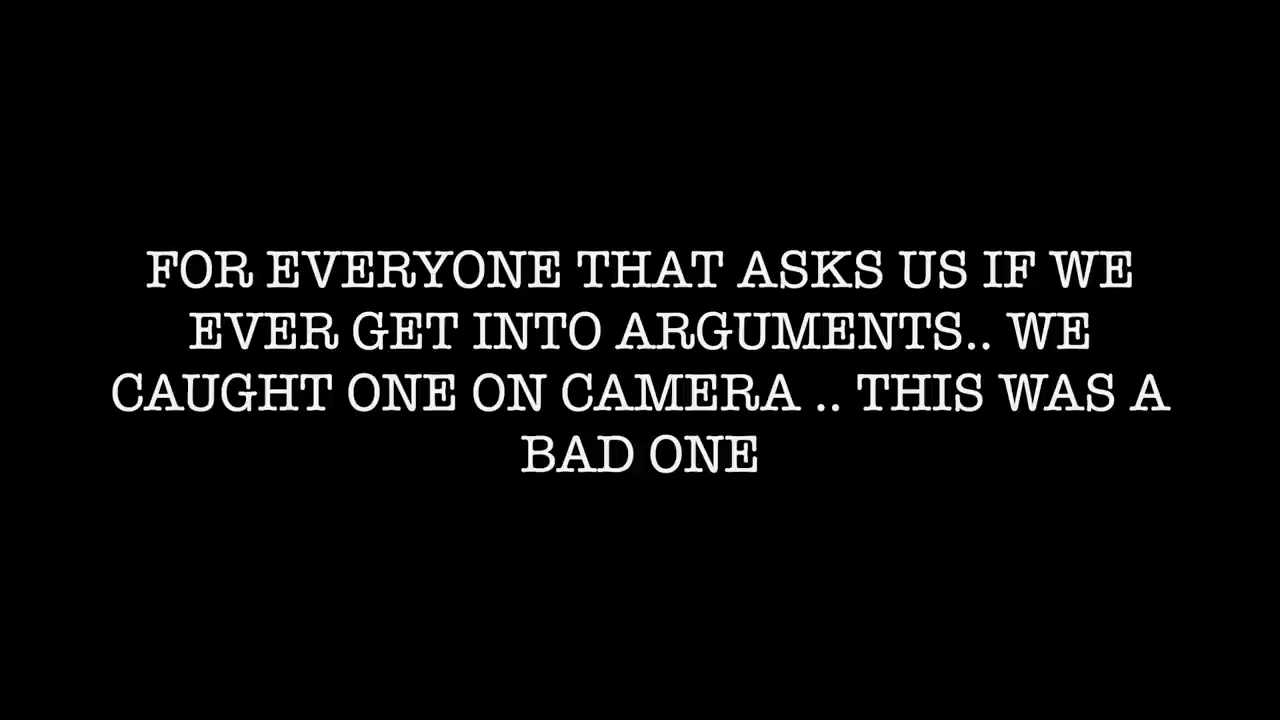 FOR EVERYONE THAT ASKS US IF WE
EVER GET INTO ARGUMENTS.. WE
CAUGHT ONE ON CAMERA .. THIS WAS A
BAD ONE